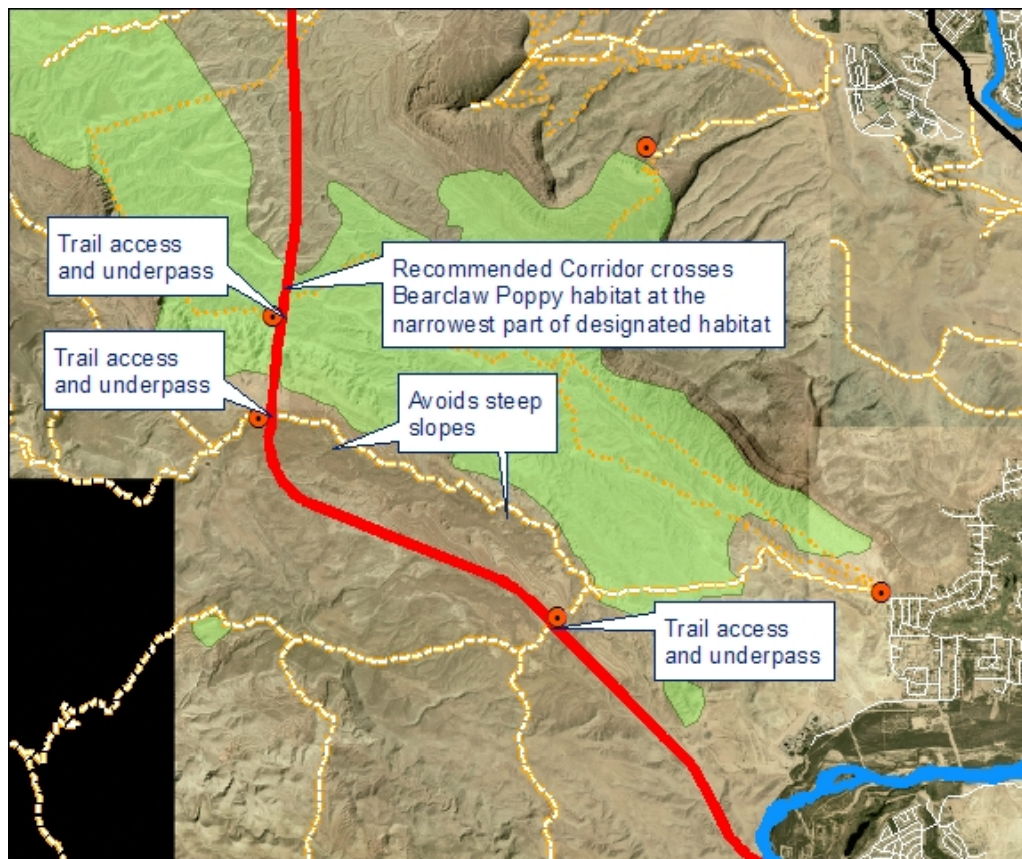 Trail access
and underpass
Recommended Corridor crosses
Bearclaw Poppy habitat at the
narrowest part of designated habitat
Trail access
and underpass
Avoids steep
slopes
Trail access
and underpass